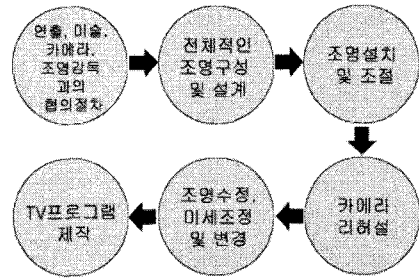 연출, 미술,
카메라,
조명감독
과의
협의절차
전체적인
조명구성
및 설계
조명설치
및 조절
카메라
리허설
조명수정,
미세조정
및 변경
TV프로그램
제작